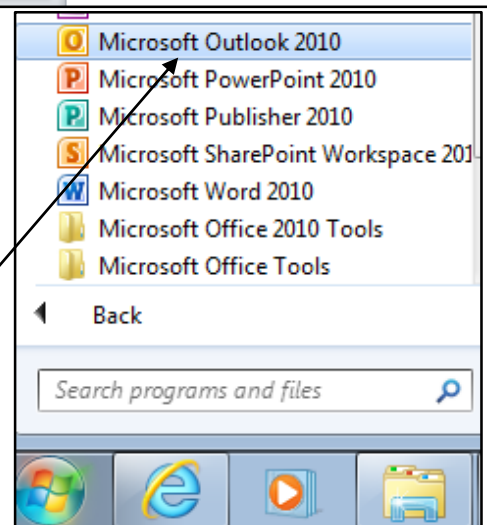 Microsoft Outlook 2010
Microsoft PowerPoint 2010
Microsoft Publisher 2010
Microsoft SharePoint Workspace 201
Microsoft Word 2010
Microsoft Office 2010 Tools
Microsoft Office Tools
Back
Search programs and files